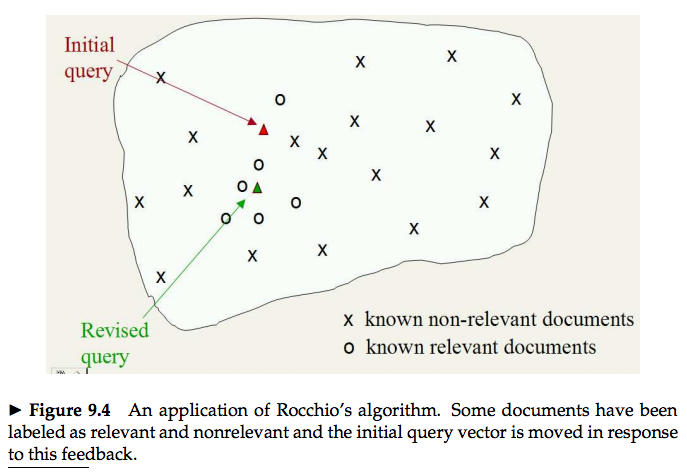 Initial
query
X X X
O X
X X X X
X X
O
X O X
X O X
O O
X
X X
X
X known non-relevant documents
O known relevant documents
Revised
query
► Figure 9.4 An application of Rocchio's algorithm. Some documents have been
labeled as relevant and nonrelevant and the initial query vector is moved in response
to this feedback.